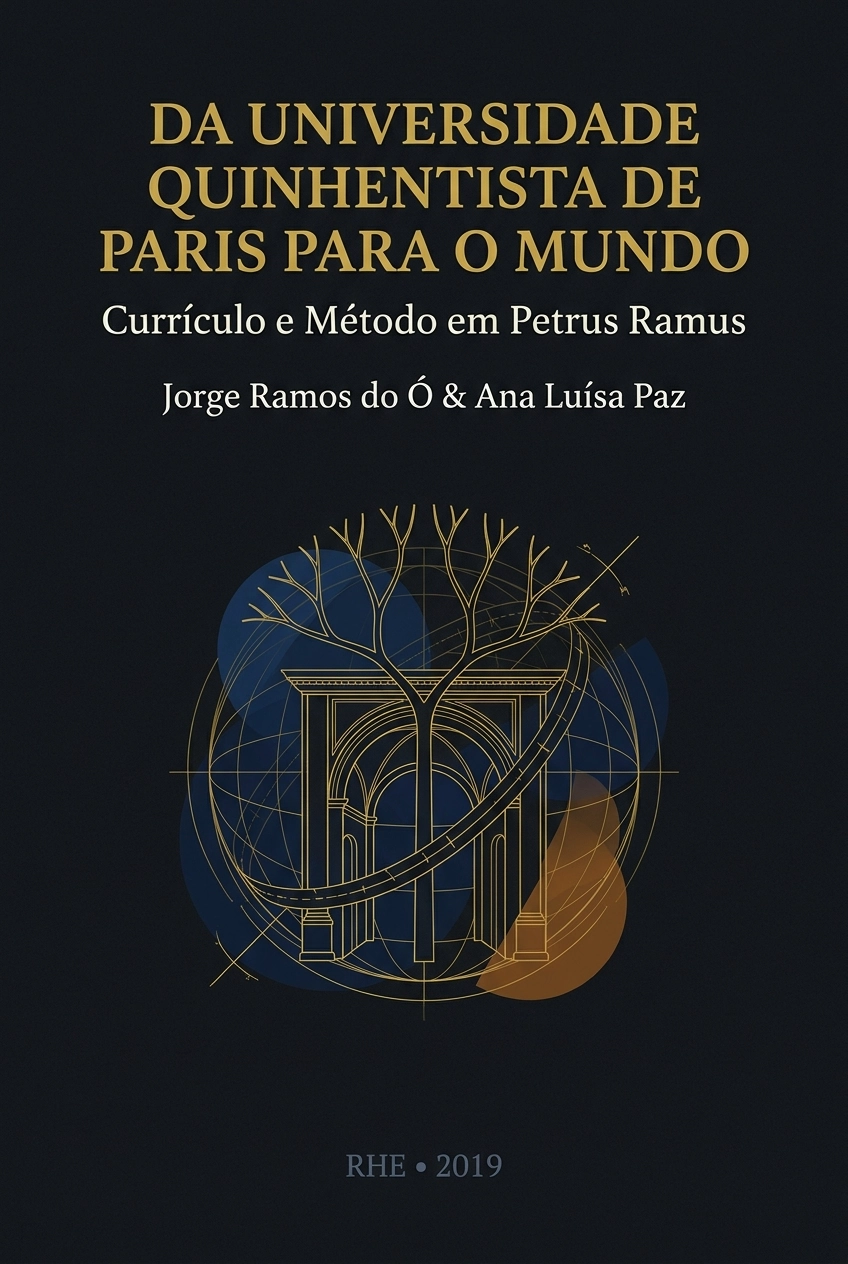 DA UNIVERSIDADE
QUINHENTISTA DE
PARIS PARA O MUNDO
Currículo e Método em Petrus Ramus
Jorge Ramos do Ó & Ana Luísa Paz
RHE • 2019